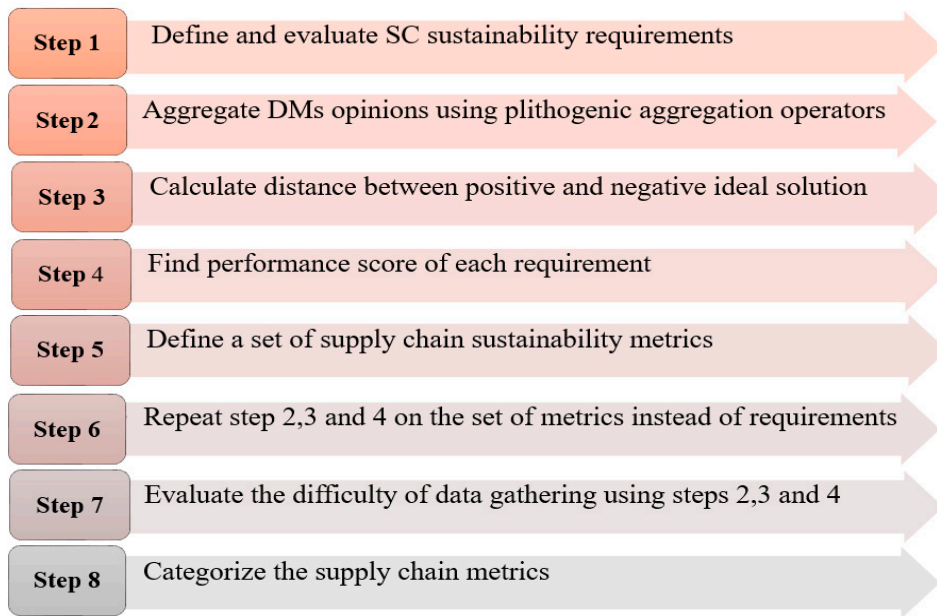 Step 1 Define and evaluate SC sustainability requirements
Step 2 Aggregate DMs opinions using plithogenic aggregation operators
Step 3 Calculate distance between positive and negative ideal solution
Step 4 Find performance score of each requirement
Step 5 Define a set of supply chain sustainability metrics
Step 6 Repeat step 2,3 and 4 on the set of metrics instead of requirements
Step 7 Evaluate the difficulty of data gathering using steps 2,3 and 4
Step 8 Categorize the supply chain metrics